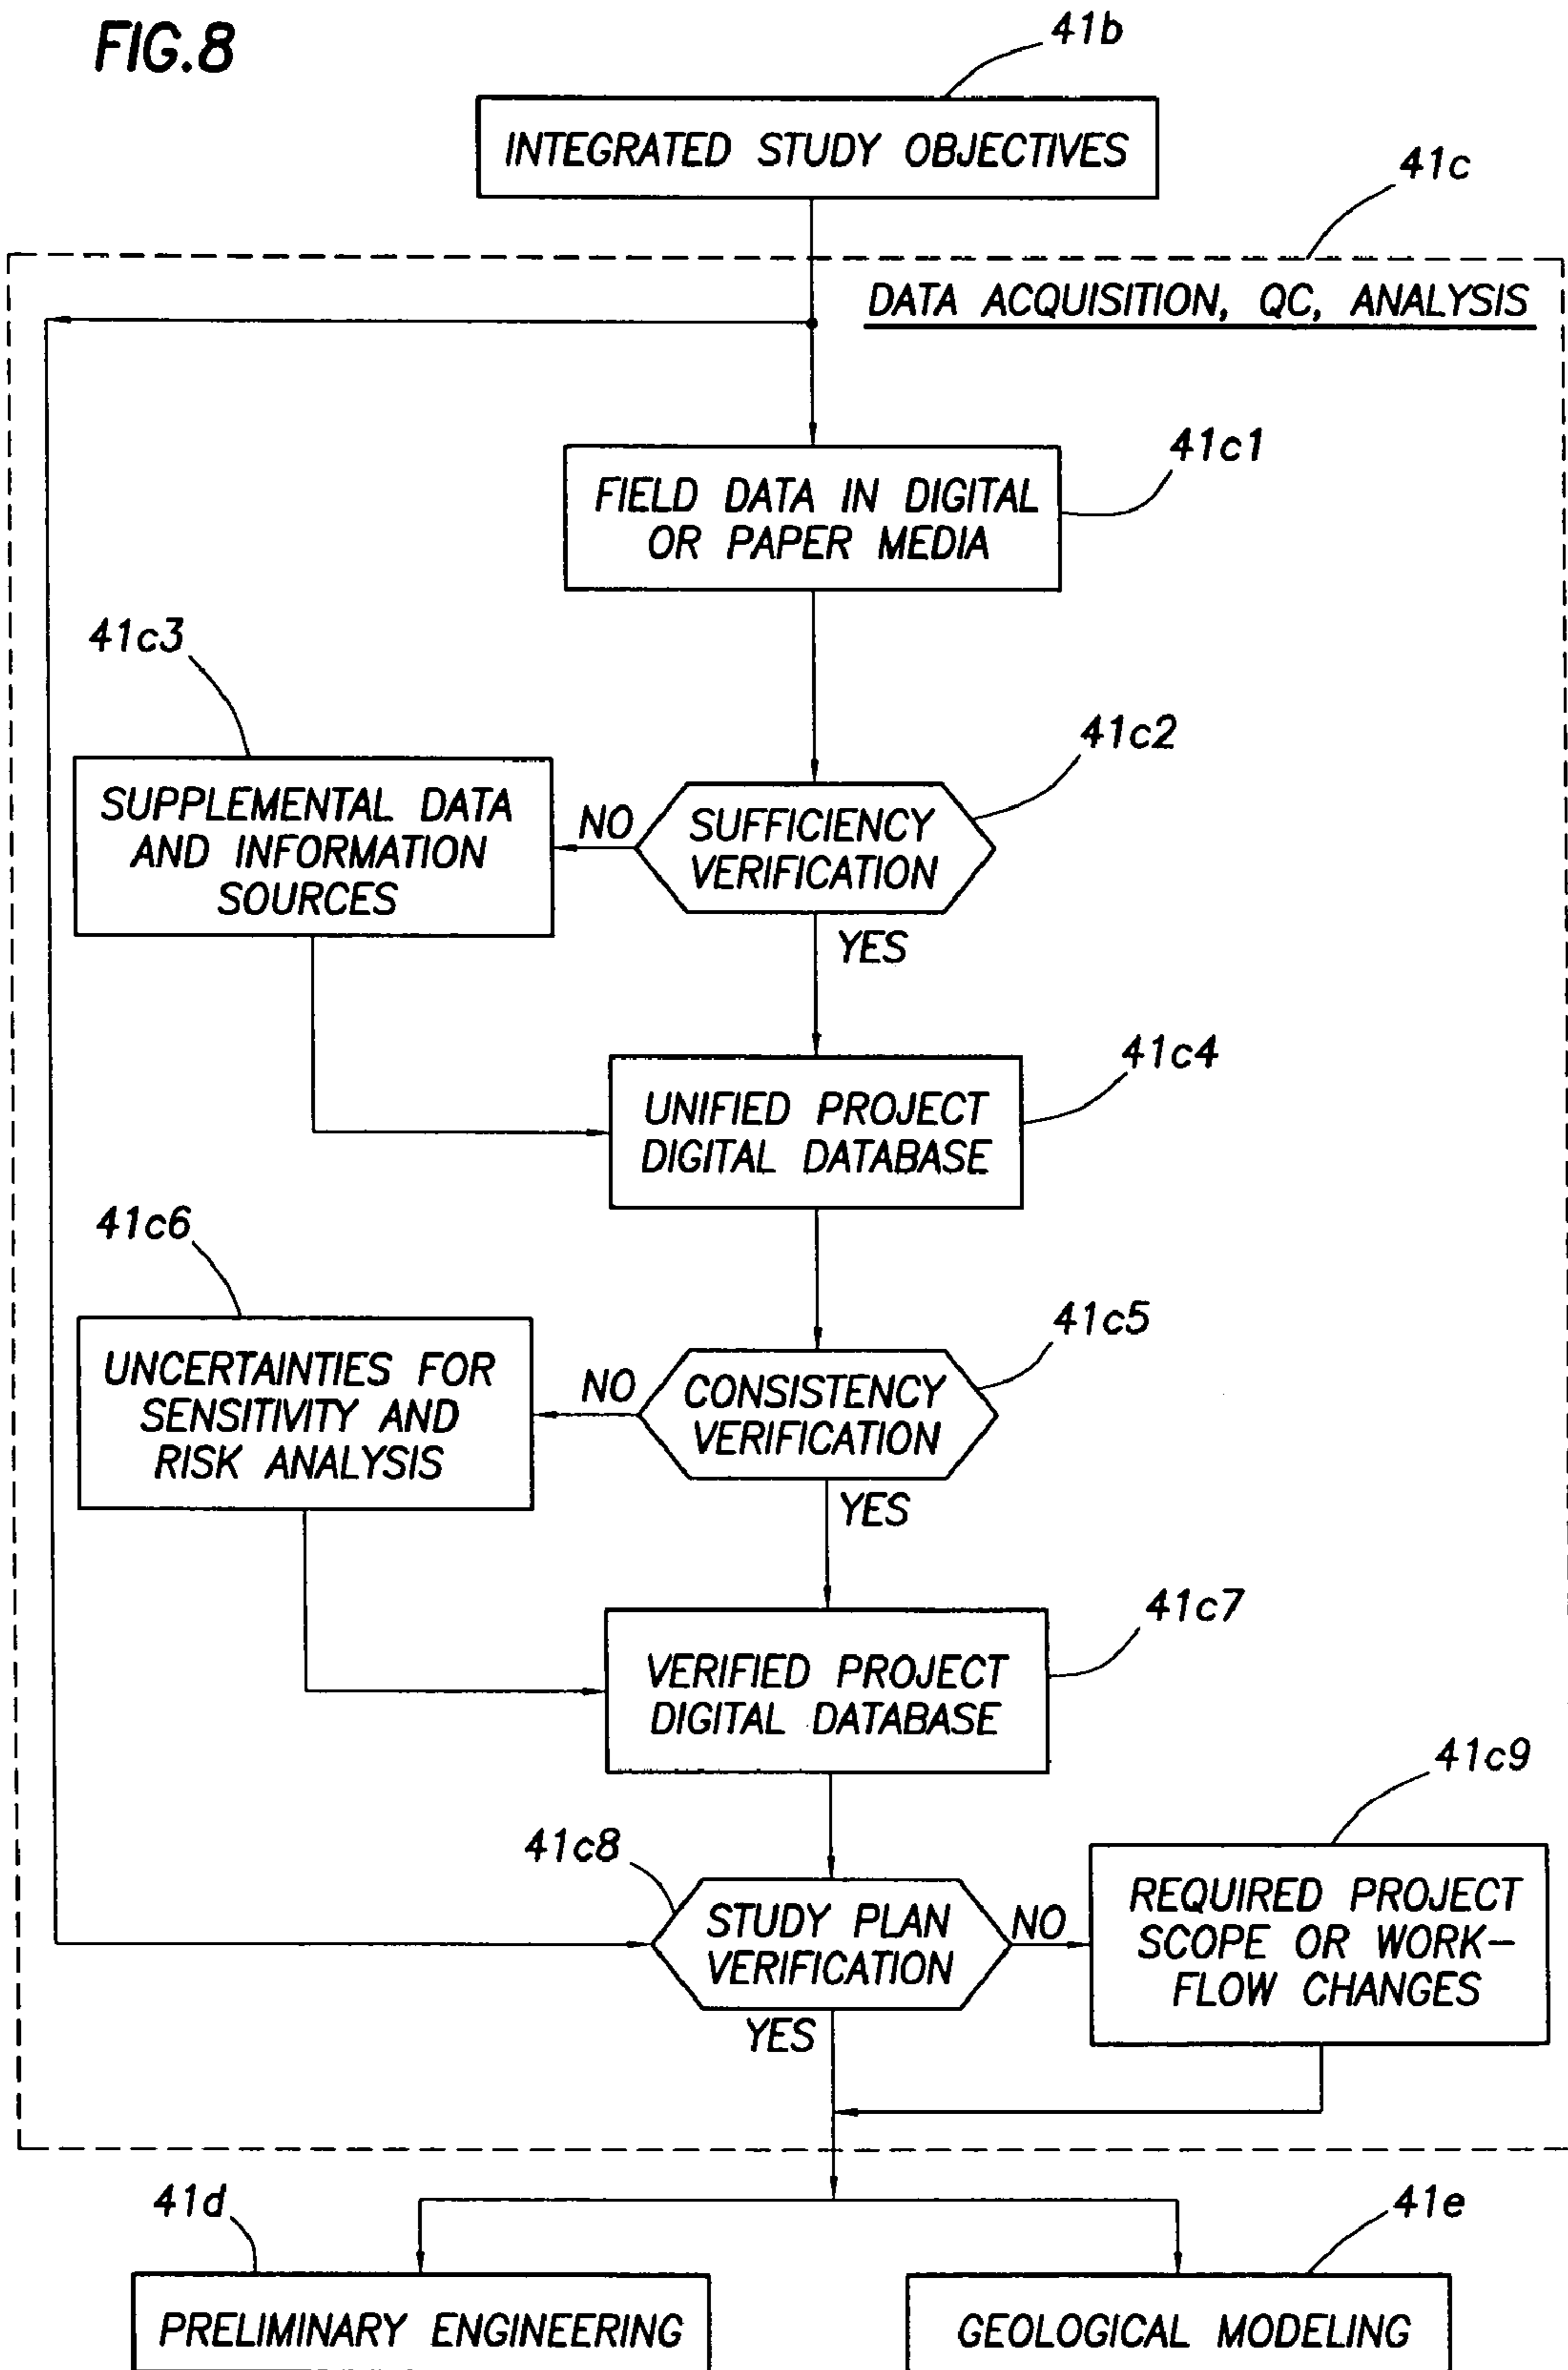 FIG.8
41b
INTEGRATED STUDY OBJECTIVES
41c
DATA ACQUISITION, QC, ANALYSIS
41c1
FIELD DATA IN DIGITAL
OR PAPER MEDIA
41c3
SUPPLEMENTAL DATA
AND INFORMATION
SOURCES
NO
41c2
SUFFICIENCY
VERIFICATION
YES
41c4
UNIFIED PROJECT
DIGITAL DATABASE
41c6
UNCERTAINTIES FOR
SENSITIVITY AND
RISK ANALYSIS
NO
41c5
CONSISTENCY
VERIFICATION
YES
41c7
VERIFIED PROJECT
DIGITAL DATABASE
41c8
STUDY PLAN
VERIFICATION
NO
41c9
REQUIRED PROJECT
SCOPE OR WORK-
FLOW CHANGES
YES
41d
PRELIMINARY ENGINEERING
41e
GEOLOGICAL MODELING